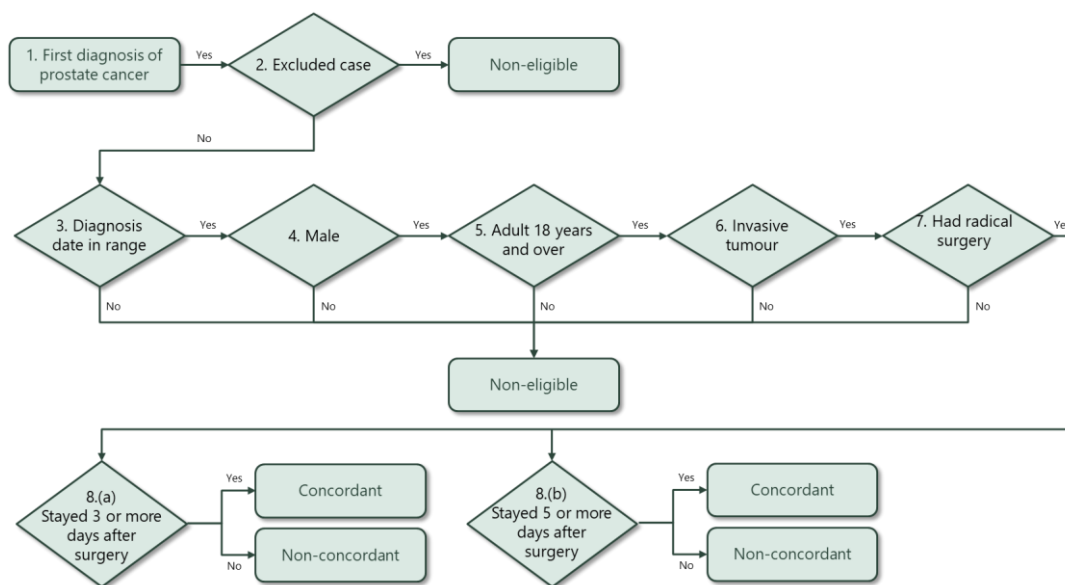 1. First diagnosis of
prostate cancer
Yes
2. Excluded case
Yes
Non-eligible
No
3. Diagnosis
date in range
Yes
4. Male
Yes
5. Adult 18 years
and over
Yes
6. Invasive
tumour
Yes
7. Had radical
surgery
Yes
No
No
No
No
No
Non-eligible
8.(a)
Stayed 3 or more
days after
surgery
Yes
Concordant
No
Non-concordant
8.(b)
Stayed 5 or more
days after
surgery
Yes
Concordant
No
Non-concordant